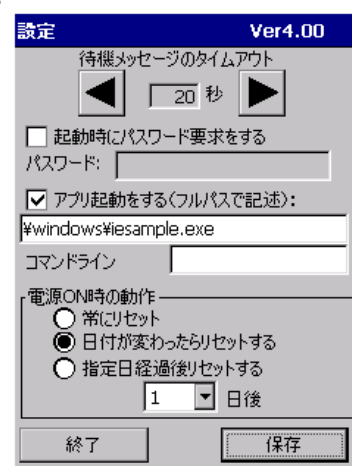 設定 Ver4.00
待機メッセージのタイムアウト
20 秒
起動時にパスワード要求をする
パスワード:
アプリ起動をする(フルパスで記述):
¥windows¥iesample.exe
コマンドライン
電源ON時の動作
常にリセット
日付が変わったらリセットする
指定日経過後リセットする
1 日後
終了 保存